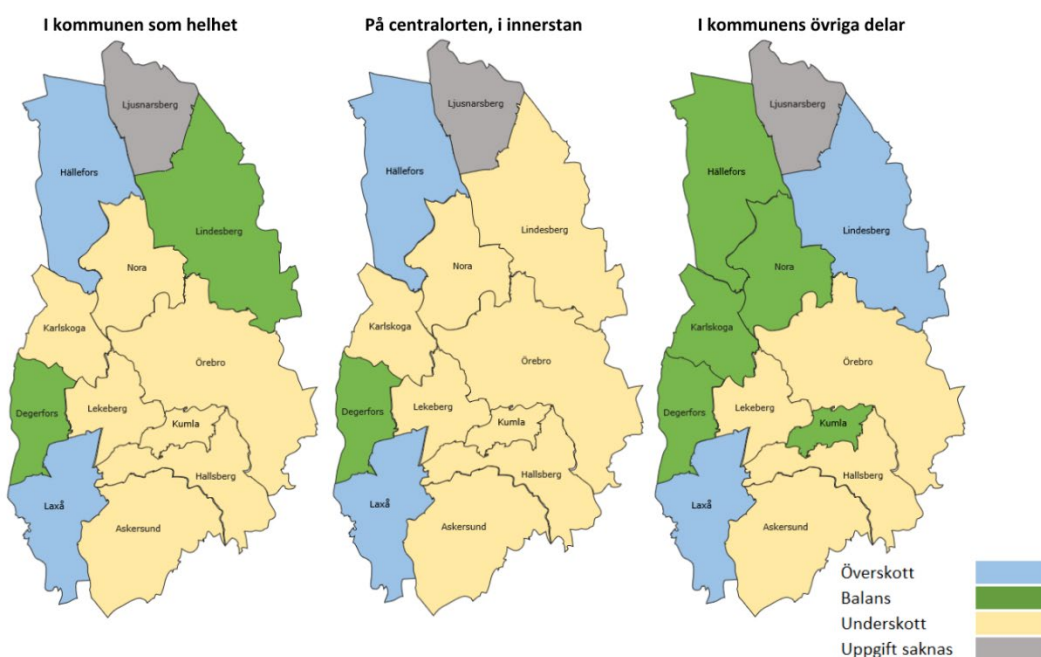 I kommunen som helhet
På centralorten, i innerstan
I kommunens övriga delar
Ljusnarsberg
Hällefors
Lindesberg
Nora
Karlskoga
Örebro
Degerfors
Lekeberg
Kumla
Hallsberg
Laxå
Askersund
Ljusnarsberg
Hällefors
Lindesberg
Nora
Karlskoga
Örebro
Degerfors
Lekeberg
Kumla
Hallsberg
Laxå
Askersund
Ljusnarsberg
Hällefors
Lindesberg
Nora
Karlskoga
Örebro
Degerfors
Lekeberg
Kumla
Hallsberg
Laxå
Askersund
Överskott
Balans
Underskott
Uppgift saknas